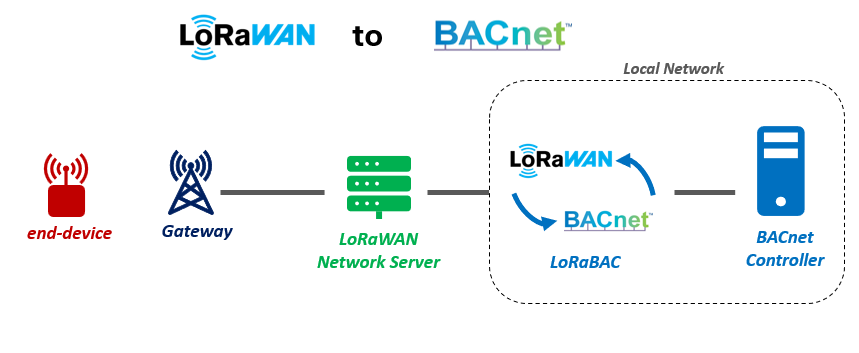 LoRaWAN to BACnet™
Local Network
LoRaWAN
BACnet™
end-device
Gateway
LoRaWAN
Network Server
LoRaBAC
BACnet
Controller